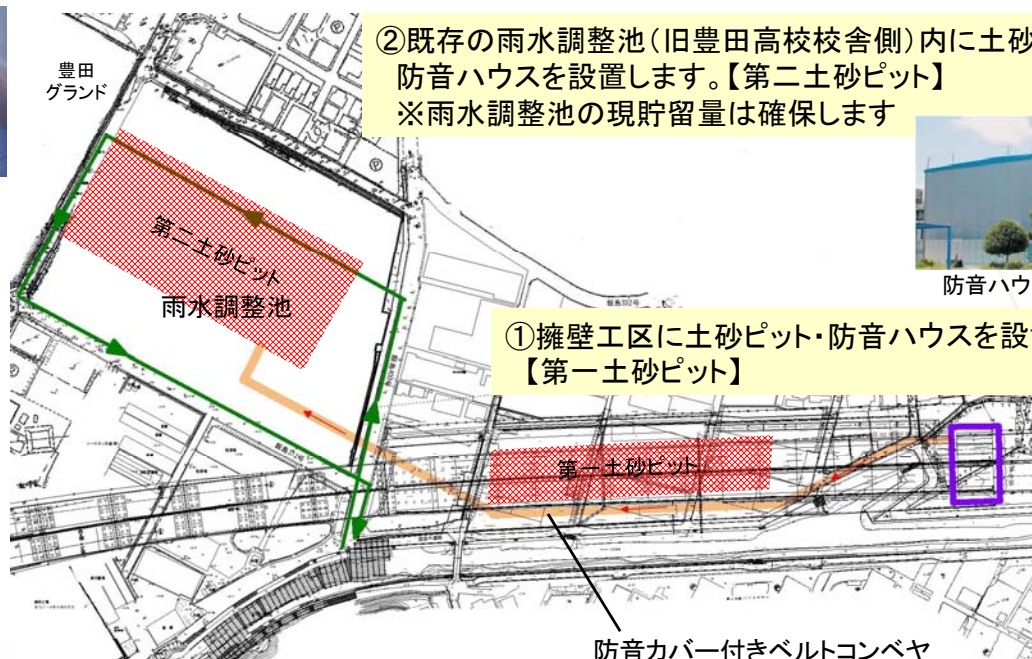 ②既存の雨水調整池(旧豊田高校校舎側)内に土砂
防音ハウスを設置します。【第二土砂ピット】
※雨水調整池の現貯留量は確保します
豊田
グランド
防音ハウ
第二土砂ピット
雨水調整池
①擁壁工区に土砂ピット・防音ハウスを設
【第一土砂ピット】
第一土砂ピット
防音カバー付きベルトコンベヤ